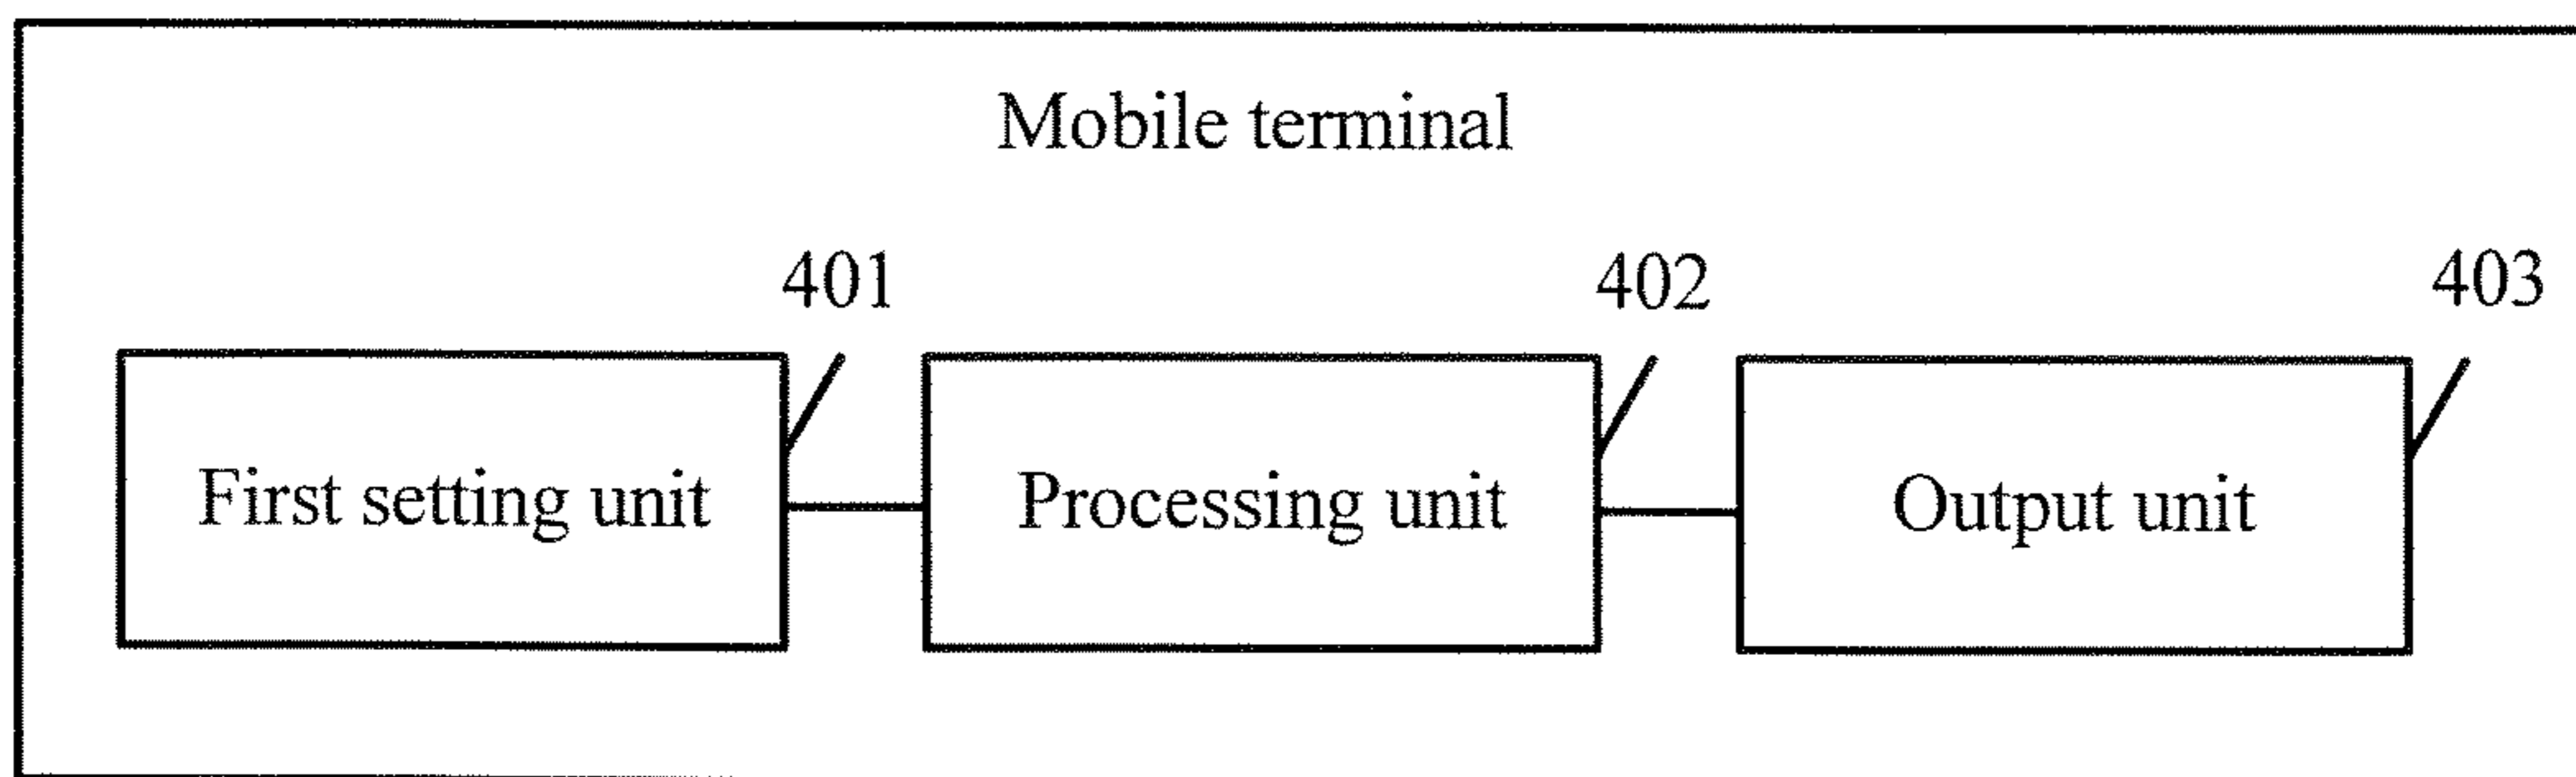 Mobile terminal
401
402
403
First setting unit
Processing unit
Output unit